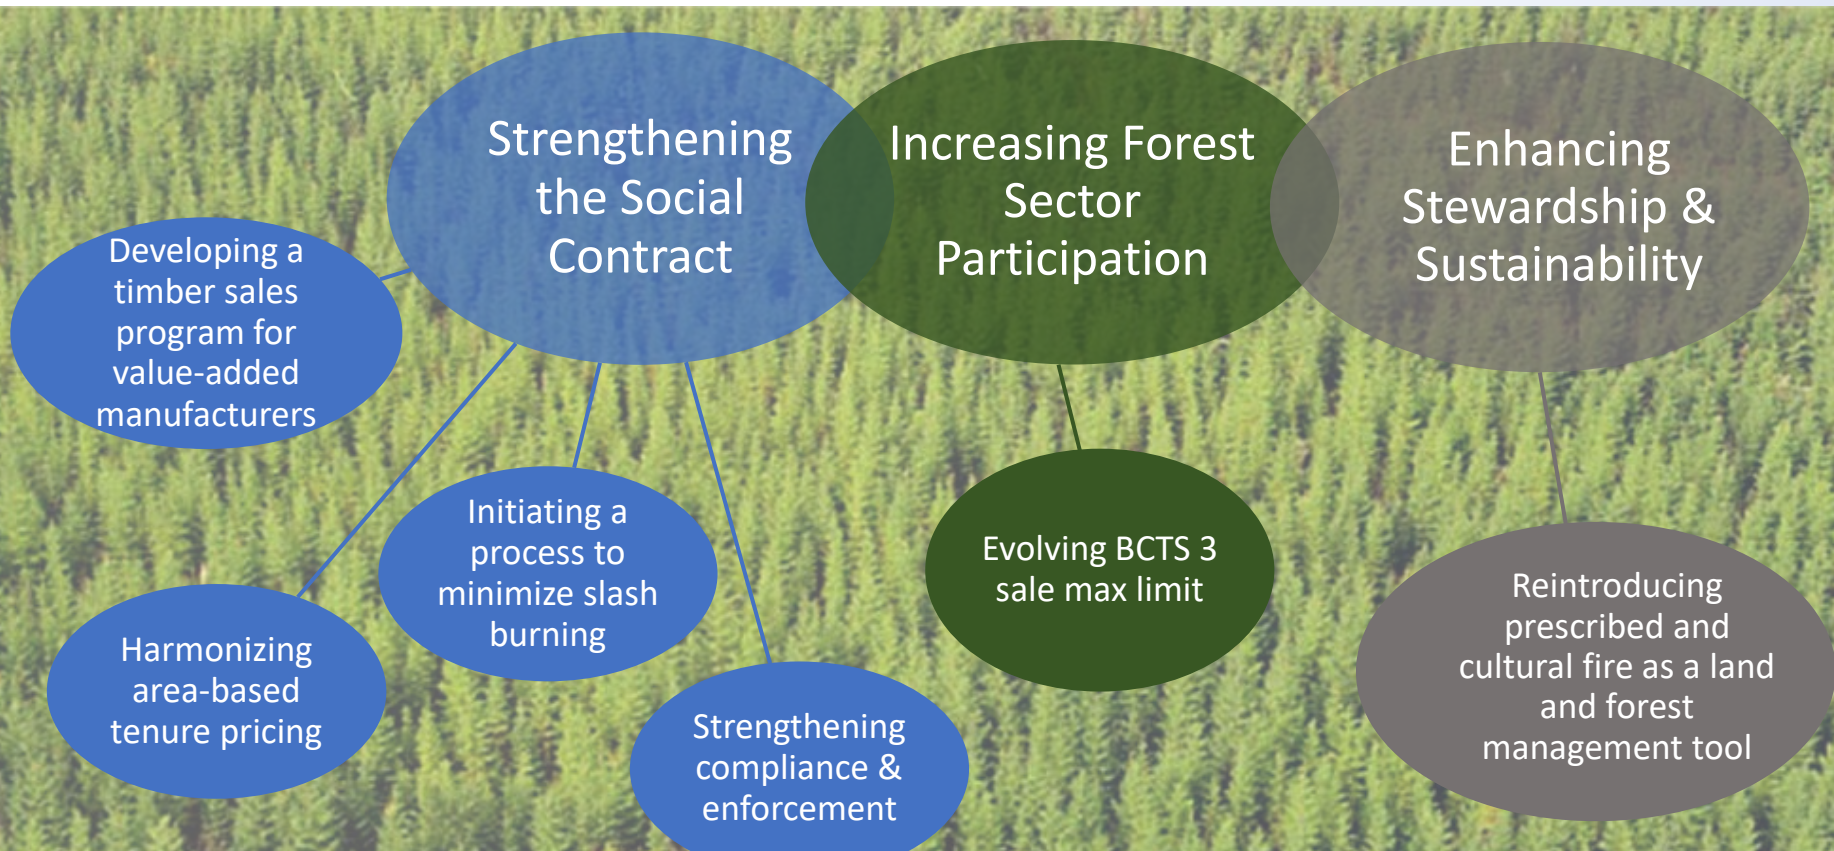 Strengthening
the Social
Contract
Increasing Forest
Sector
Participation
Enhancing
Stewardship &
Sustainability
Developing a
timber sales
program for
value-added
manufacturers
Harmonizing
area-based
tenure pricing
Initiating a
process to
minimize slash
burning
Strengthening
compliance &
enforcement
Evolving BCTS 3
sale max limit
Reintroducing
prescribed and
cultural fire as a land
and forest
management tool